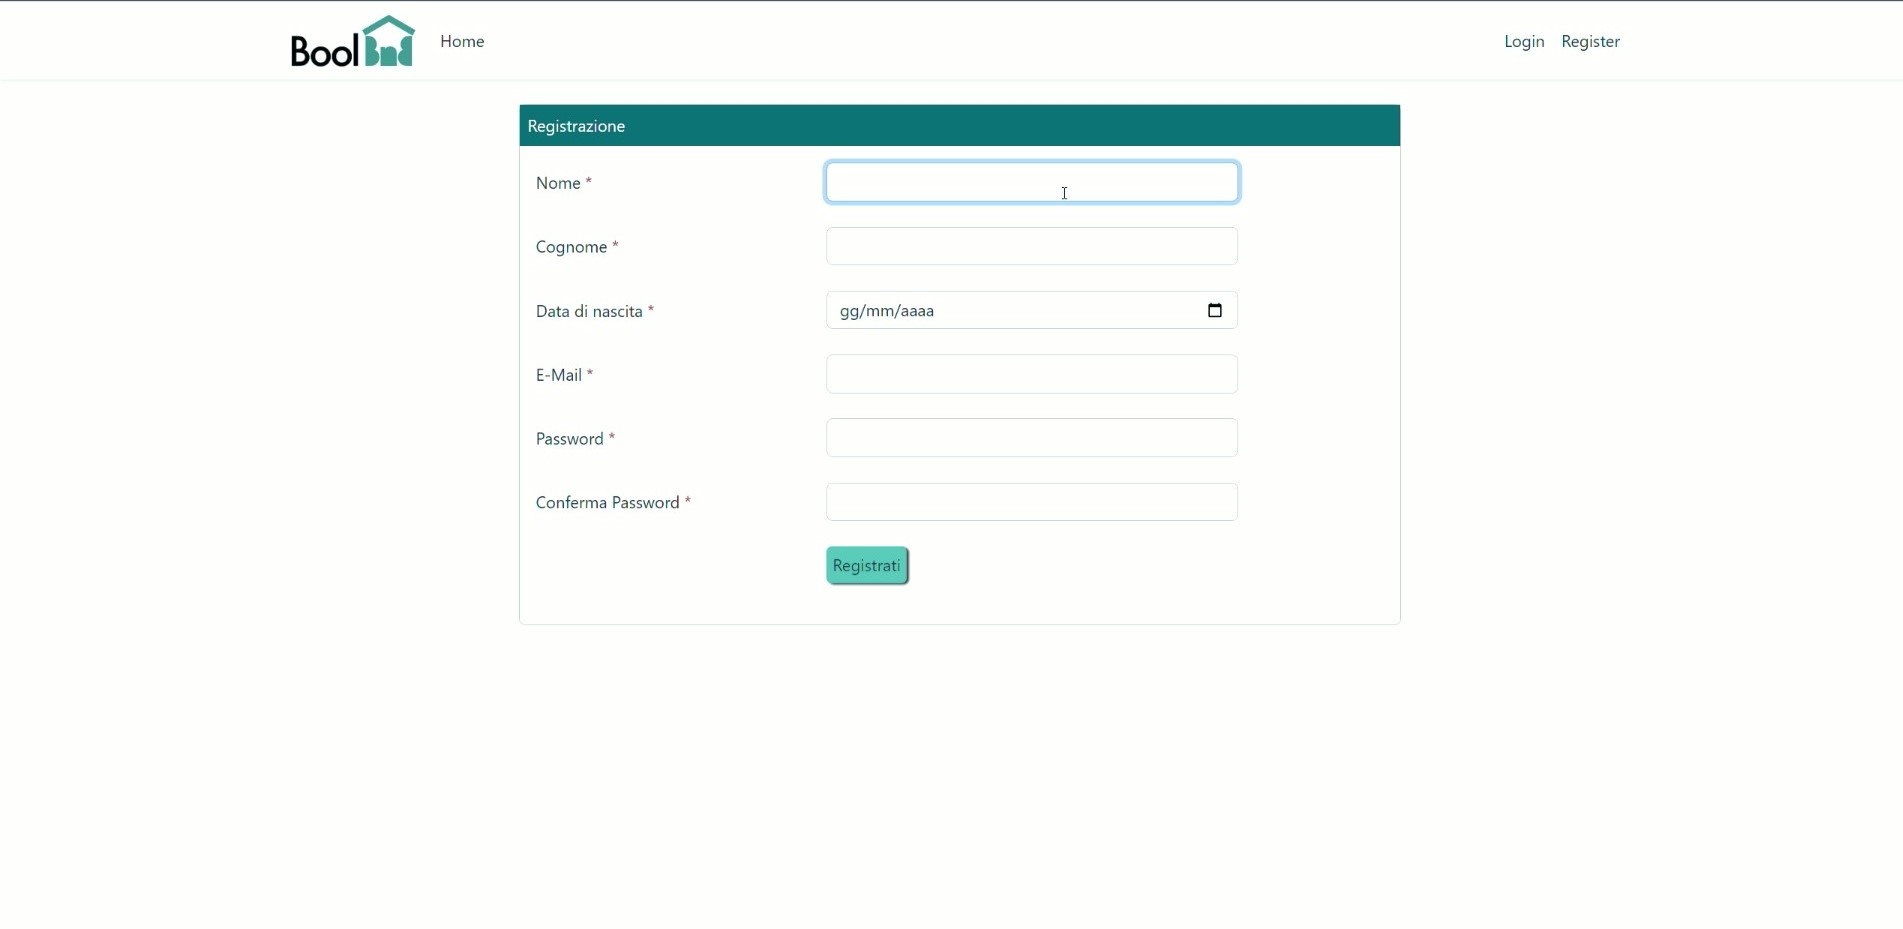 Bool BnB Home Login Register
Registrazione
Nome *
Cognome *
Data di nascita *
gg/mm/aaaa
E-Mail *
Password *
Conferma Password *
Registrati